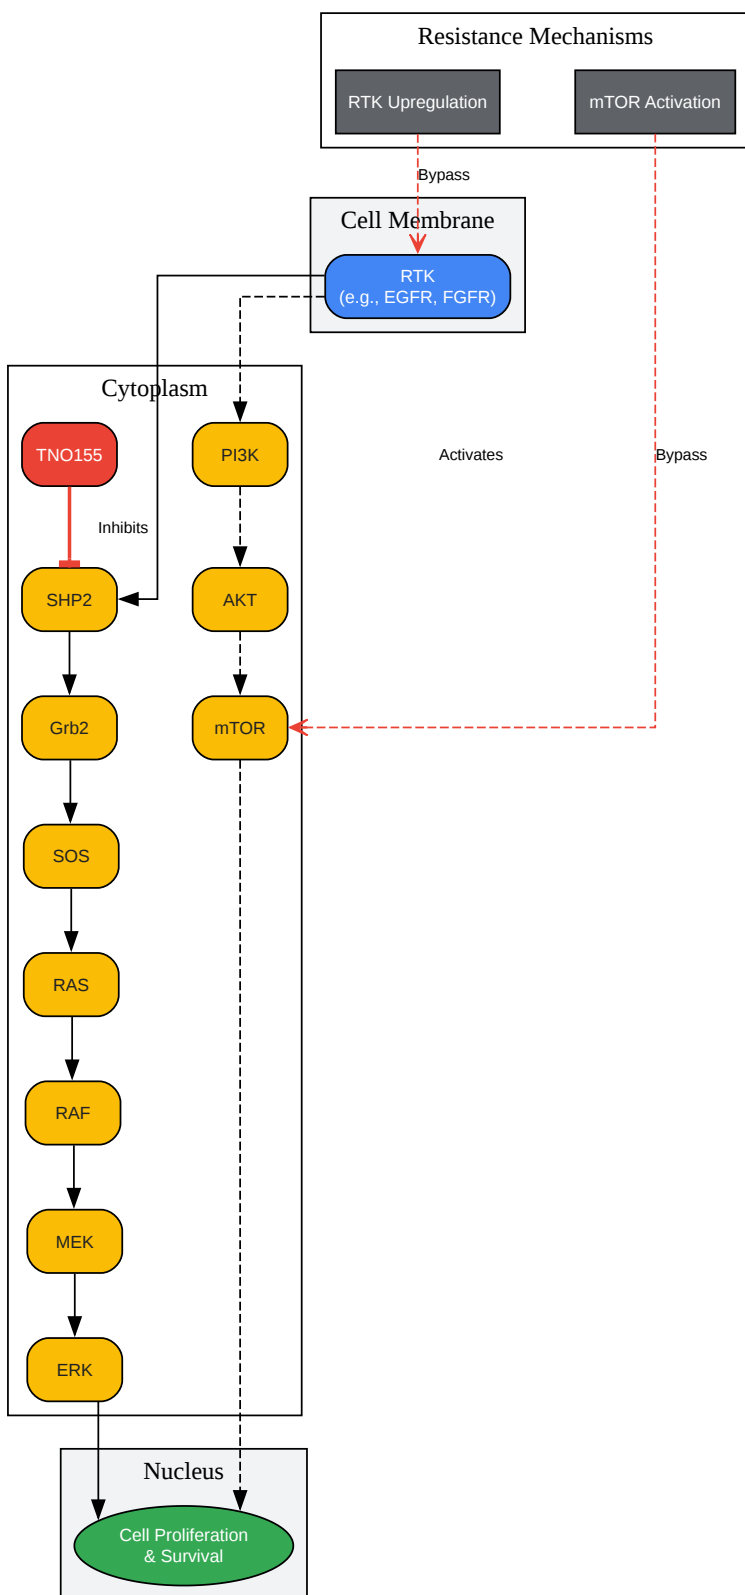 Resistance Mechanisms
RTK Upregulation
mTOR Activation
Bypass
Cell Membrane
RTK
(e.g., EGFR, FGFR)
Cytoplasm
TNO155
PI3K
Activates
Bypass
Inhibits
SHP2
AKT
Grb2
mTOR
SOS
RAS
RAF
MEK
ERK
Nucleus
Cell Proliferation
& Survival